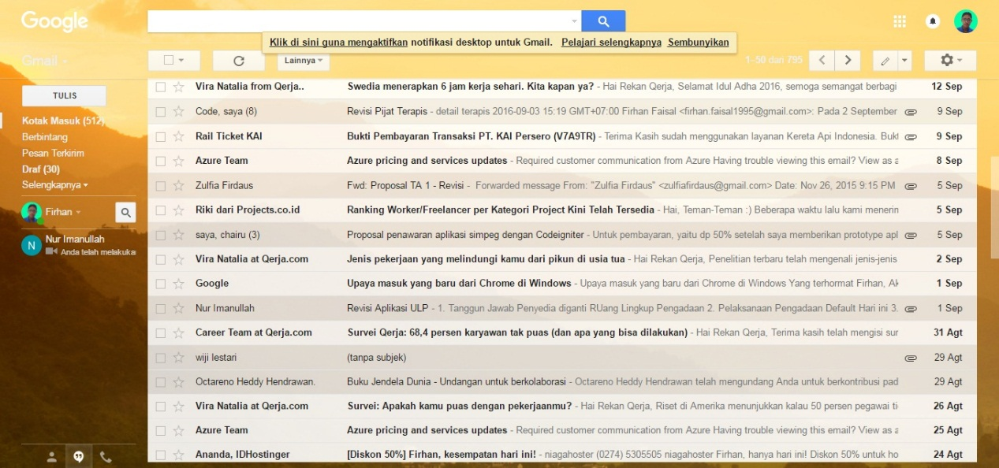 Google
Klik di sini guna mengaktifkan notifikasi desktop untuk Gmail. Pelajari selengkapnya Sembunyikan
Gmail
Lainnya
1–50 dari 795
TULIS
Kotak Masuk (512)
Berbintang
Pesan Terkirim
Draf (30)
Selengkapnya
Firhan
N
Nur Imanullah
Anda telah melakuka
Vira Natalia from Qerja.. Swedia menerapkan 6 jam kerja sehari. Kita kapan ya? - Hai Rekan Qerja, Selamat Idul Adha 2016, semoga semangat berbagi 12 Sep
Code, saya (8) Revisi Pijat Terapis - detail terapis 2016-09-03 15:19 GMT+07:00 Firhan Faisal <firhan.faisal1995@gmail.com>: Pada 2 September 9 Sep
Rail Ticket KAI Bukti Pembayaran Transaksi PT. KAI Persero (V7A9TR) - Terima Kasih sudah menggunakan layanan Kereta Api Indonesia. Bukt 9 Sep
Azure Team Azure pricing and services updates - Required customer communication from Azure Having trouble viewing this email? View as a 8 Sep
Zulfia Firdaus Fwd: Proposal TA 1 - Revisi - Forwarded message From: "Zulfia Firdaus" <zulfiafirdaus@gmail.com> Date: Nov 26, 2015 9:15 PM 5 Sep
Riki dari Projects.co.id Ranking Worker/Freelancer per Kategori Project Kini Telah Tersedia - Hai, Teman-Teman :) Beberapa waktu lalu kami menerim 5 Sep
saya, chairu (3) Proposal penawaran aplikasi simpeg dengan Codeigniter - Untuk pembayaran, yaitu dp 50% setelah saya memberikan prototype apl 5 Sep
Vira Natalia at Qerja.com Jenis pekerjaan yang melindungi kamu dari pikun di usia tua - Hai Rekan Qerja, Penelitian terbaru telah mengenali jenis-jenis 2 Sep
Google Upaya masuk yang baru dari Chrome di Windows - Upaya masuk yang baru dari Chrome di Windows Yang terhormat Firhan, Ak 1 Sep
Nur Imanullah Revisi Aplikasi ULP - 1. Tanggun Jawab Penyedia diganti RUang Lingkup Pengadaan 2. Pelaksanaan Pengadaan Default Hari ini 3. 1 Sep
Career Team at Qerja.com Survei Qerja: 68,4 persen karyawan tak puas (dan apa yang bisa dilakukan) - Hai Rekan Qerja, Terima kasih telah mengisi sur 31 Agt
wiji lestari (tanpa subjek) 29 Agt
Octareno Heddy Hendrawan. Buku Jendela Dunia - Undangan untuk berkolaborasi - Octareno Heddy Hendrawan telah mengundang Anda untuk berkontribusi pad 29 Agt
Vira Natalia at Qerja.com Survei: Apakah kamu puas dengan pekerjaanmu? - Hai Rekan Qerja, Riset di Amerika menunjukkan kalau 50 persen pegawai ti 26 Agt
Azure Team Azure pricing and services updates - Required customer communication from Azure Having trouble viewing this email? View as a 25 Agt
Ananda, IDHostinger [Diskon 50%] Firhan, kesempatan hari ini! - niagahoster (0274) 5305505 niagahoster Firhan, hanya hari ini! Diskon 50% untuk ho 24 Agt